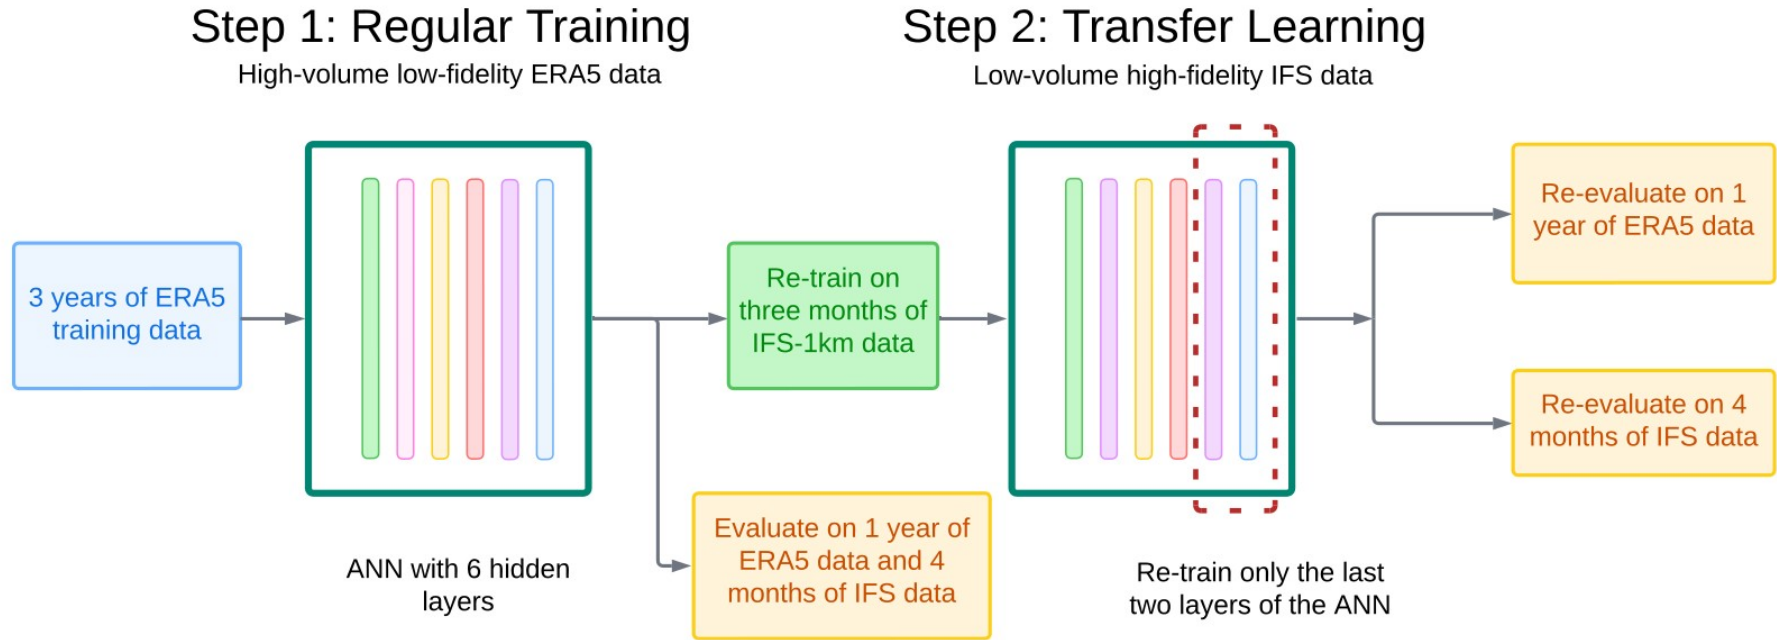 Step 1: Regular Training
High-volume low-fidelity ERA5 data
Step 2: Transfer Learning
Low-volume high-fidelity IFS data
3 years of ERA5
training data
ANN with 6 hidden
layers
Re-train on
three months of
IFS-1km data
Evaluate on 1 year of
ERA5 data and 4
months of IFS data
Re-train only the last
two layers of the ANN
Re-evaluate on 1
year of ERA5 data
Re-evaluate on 4
months of IFS data